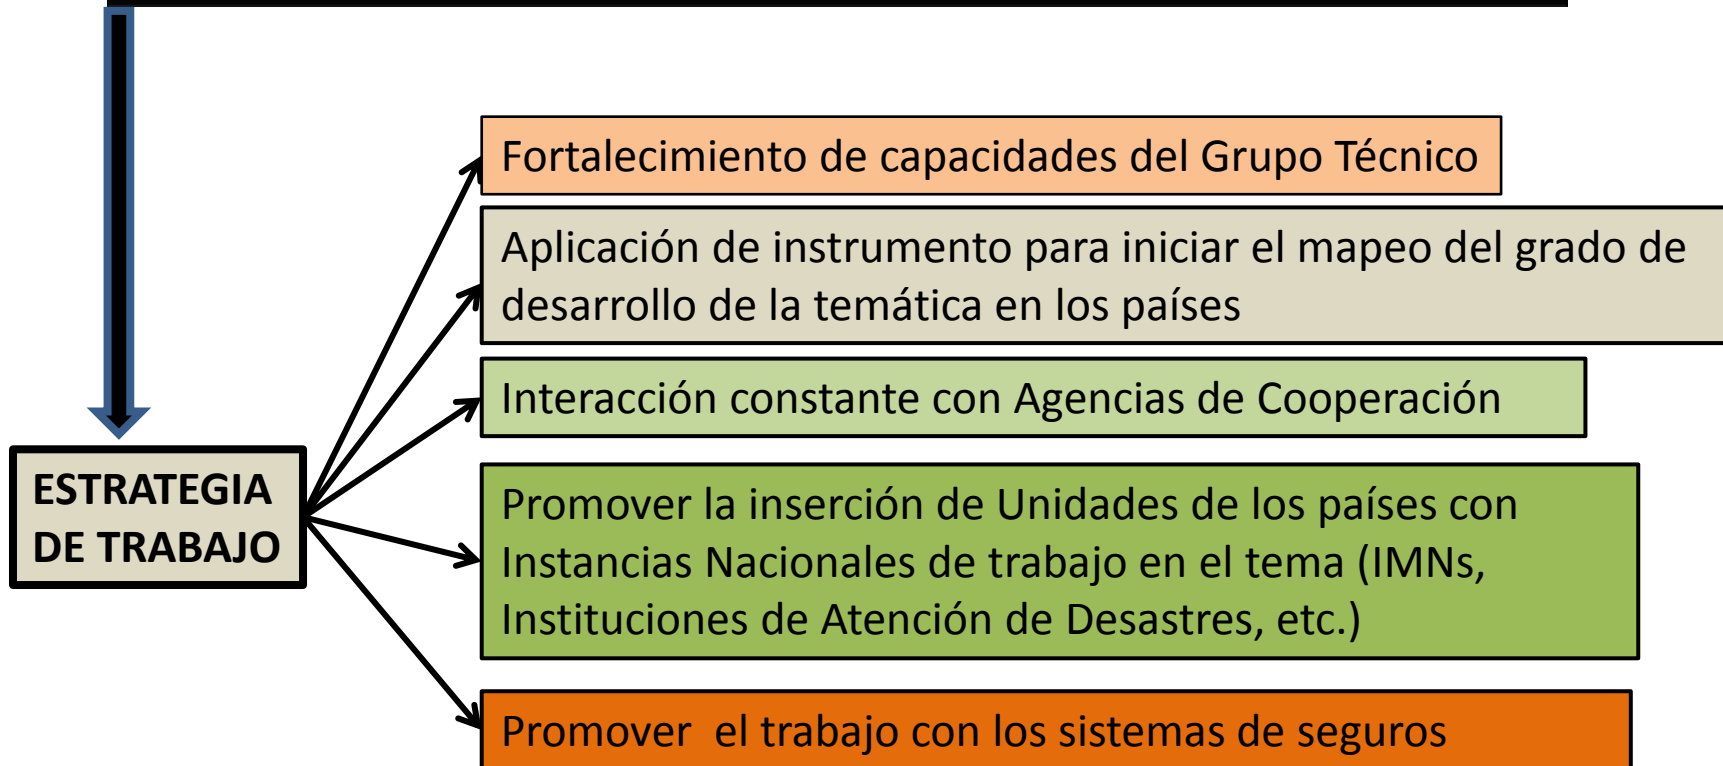 Fortalecimiento de capacidades del Grupo Técnico
Aplicación de instrumento para iniciar el mapeo del grado de
desarrollo de la temática en los países
Interacción constante con Agencias de Cooperación
ESTRATEGIA
DE TRABAJO
Promover la inserción de Unidades de los países con
Instancias Nacionales de trabajo en el tema (IMNs,
Instituciones de Atención de Desastres, etc.)
Promover  el trabajo con los sistemas de seguros